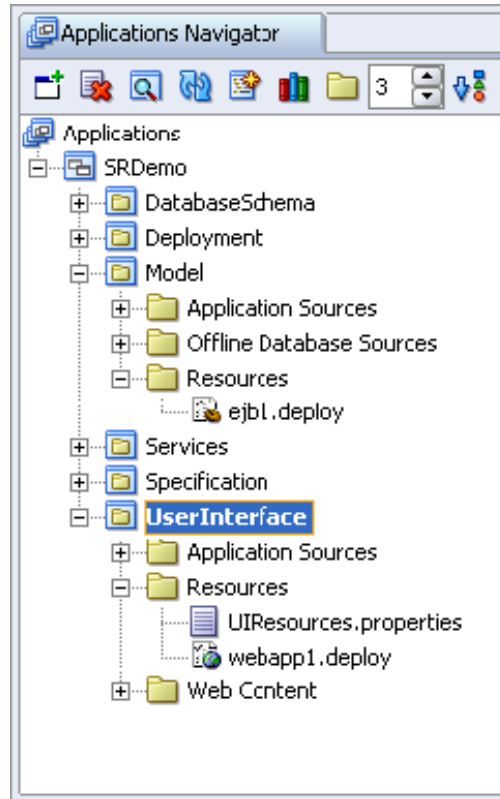 Applications Navigator
3
Applications
SRDemo
DatabaseSchema
Deployment
Model
Application Sources
Offline Database Sources
Resources
ejb1.deploy
Services
Specification
UserInterface
Application Sources
Resources
UIResources.properties
webapp1.deploy
Web Content